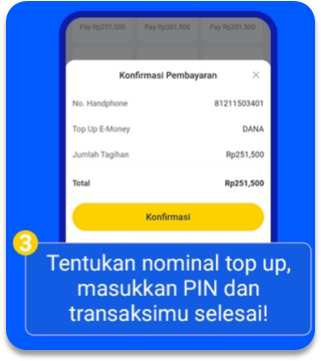 Pay Rp251,500 Pay Rp301,500 Pay Rp351,500
Konfirmasi Pembayaran ×
No. Handphone 81211503401
Top Up E-Money DANA
Jumlah Tagihan Rp251,500
Total Rp251,500
Konfirmasi
3
Tentukan nominal top up,
masukkan PIN dan
transaksimu selesai!